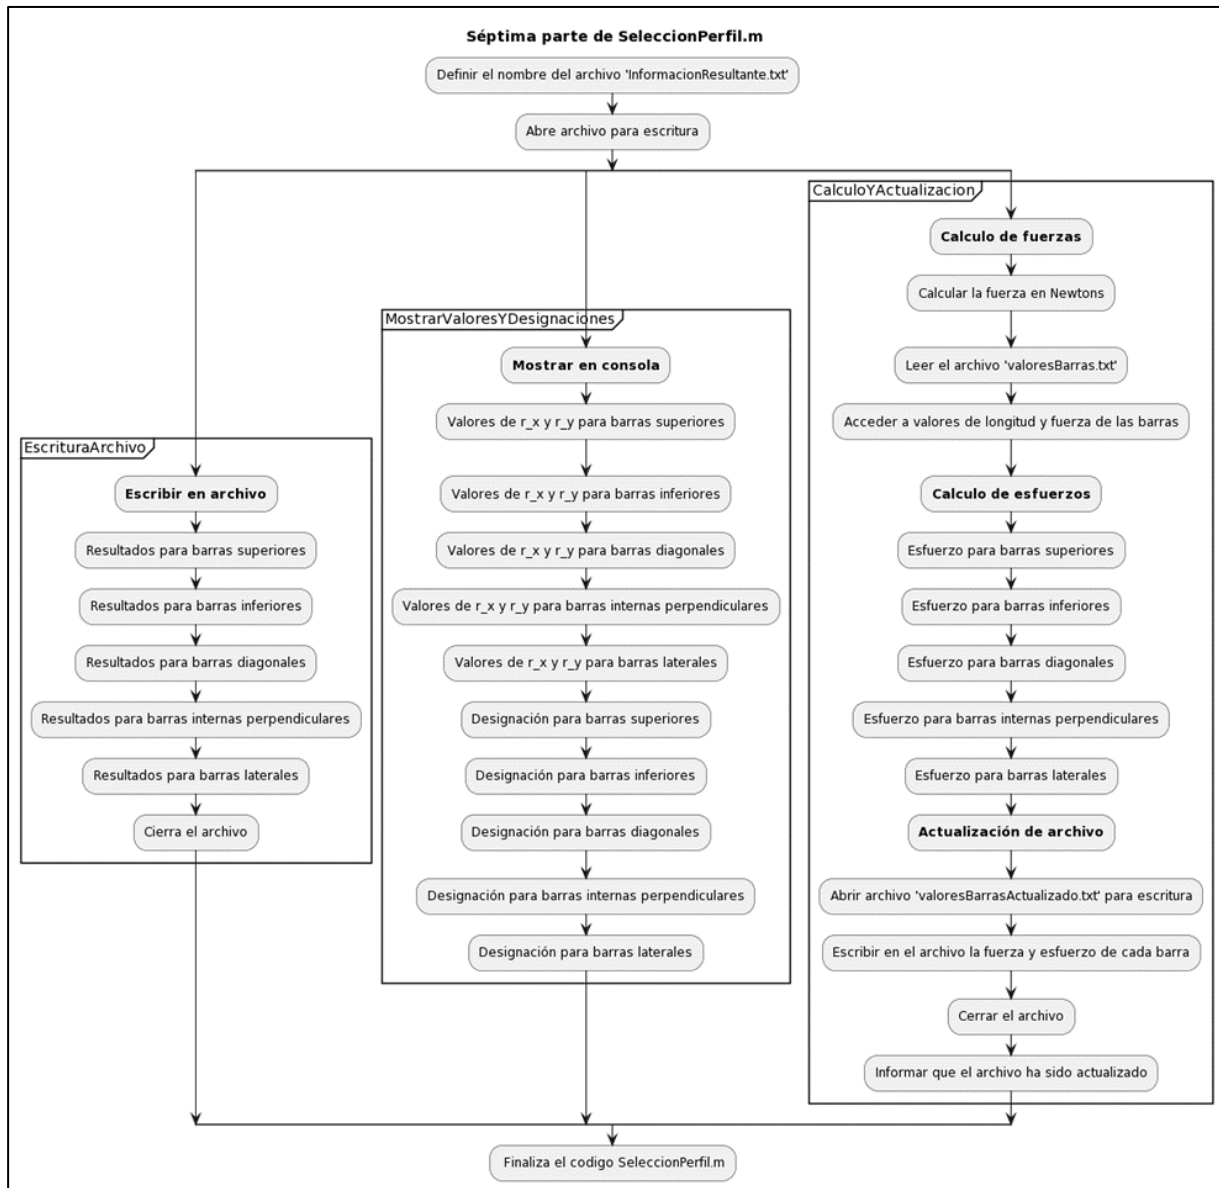 Séptima parte de SeleccionPerfil.m
Definir el nombre del archivo 'InformacionResultante.txt'
Abre archivo para escritura
EscrituraArchivo
Escribir en archivo
Resultados para barras superiores
Resultados para barras inferiores
Resultados para barras diagonales
Resultados para barras internas perpendiculares
Resultados para barras laterales
Cierra el archivo
MostrarValoresYDesignaciones
Mostrar en consola
Valores de r_x y r_y para barras superiores
Valores de r_x y r_y para barras inferiores
Valores de r_x y r_y para barras diagonales
Valores de r_x y r_y para barras internas perpendiculares
Valores de r_x y r_y para barras laterales
Designación para barras superiores
Designación para barras inferiores
Designación para barras diagonales
Designación para barras internas perpendiculares
Designación para barras laterales
CalculoYActualizacion
Calculo de fuerzas
Calcular la fuerza en Newtons
Leer el archivo 'valoresBarras.txt'
Acceder a valores de longitud y fuerza de las barras
Calculo de esfuerzos
Esfuerzo para barras superiores
Esfuerzo para barras inferiores
Esfuerzo para barras diagonales
Esfuerzo para barras internas perpendiculares
Esfuerzo para barras laterales
Actualización de archivo
Abrir archivo 'valoresBarrasActualizado.txt' para escritura
Escribir en el archivo la fuerza y esfuerzo de cada barra
Cerrar el archivo
Informar que el archivo ha sido actualizado
Finaliza el codigo SeleccionPerfil.m